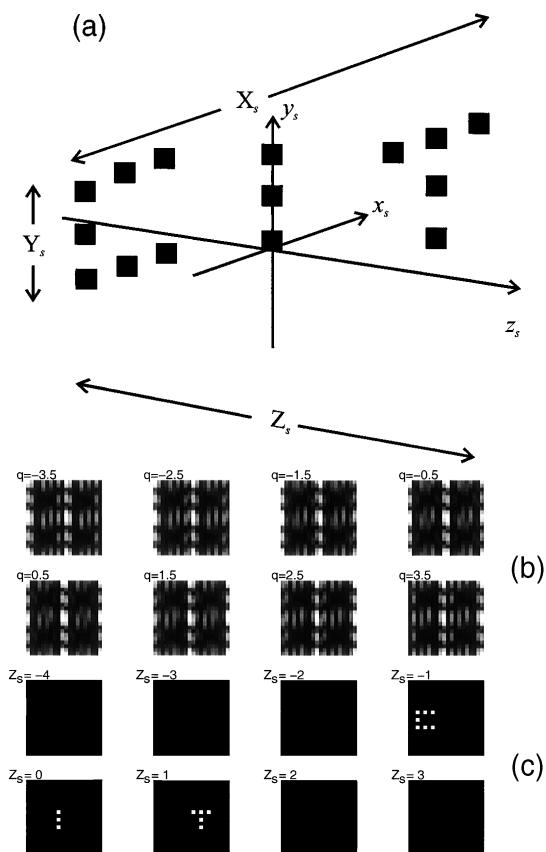 (a)
X_s
y_s
x_s
Y_s
z_s
Z_s
q=-3.5 q=-2.5 q=-1.5 q=-0.5
(b)
q=0.5 q=1.5 q=2.5 q=3.5
Z_s=-4 Z_s=-3 Z_s=-2 Z_s=-1
(c)
Z_s=0 Z_s=1 Z_s=2 Z_s=3